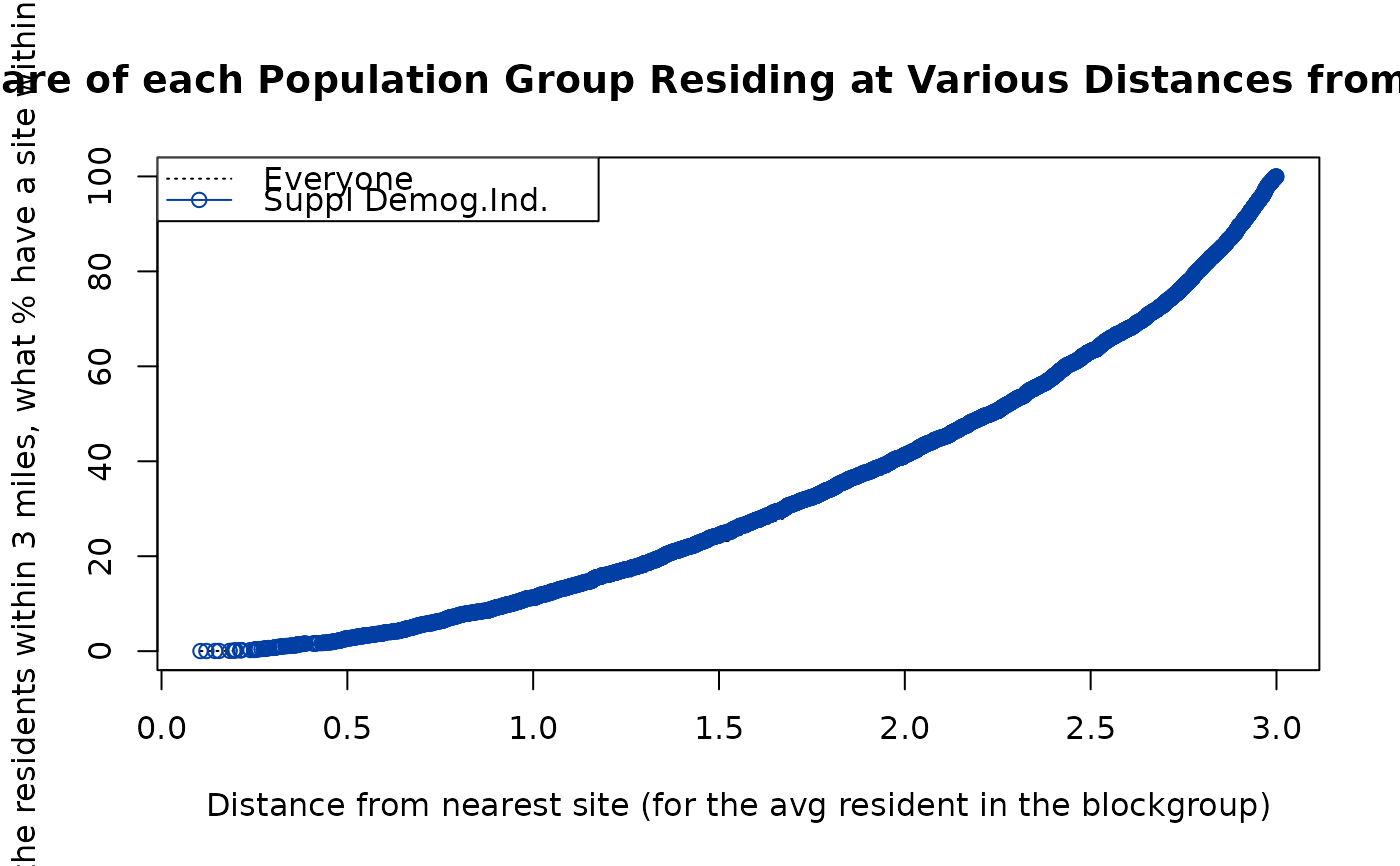 are of each Population Group Residing at Various Distances from
he residents within 3 miles, what % have a site within
Everyone
Suppl Demog.Ind.
100
80
60
40
20
0
0.0 0.5 1.0 1.5 2.0 2.5 3.0
Distance from nearest site (for the avg resident in the blockgroup)